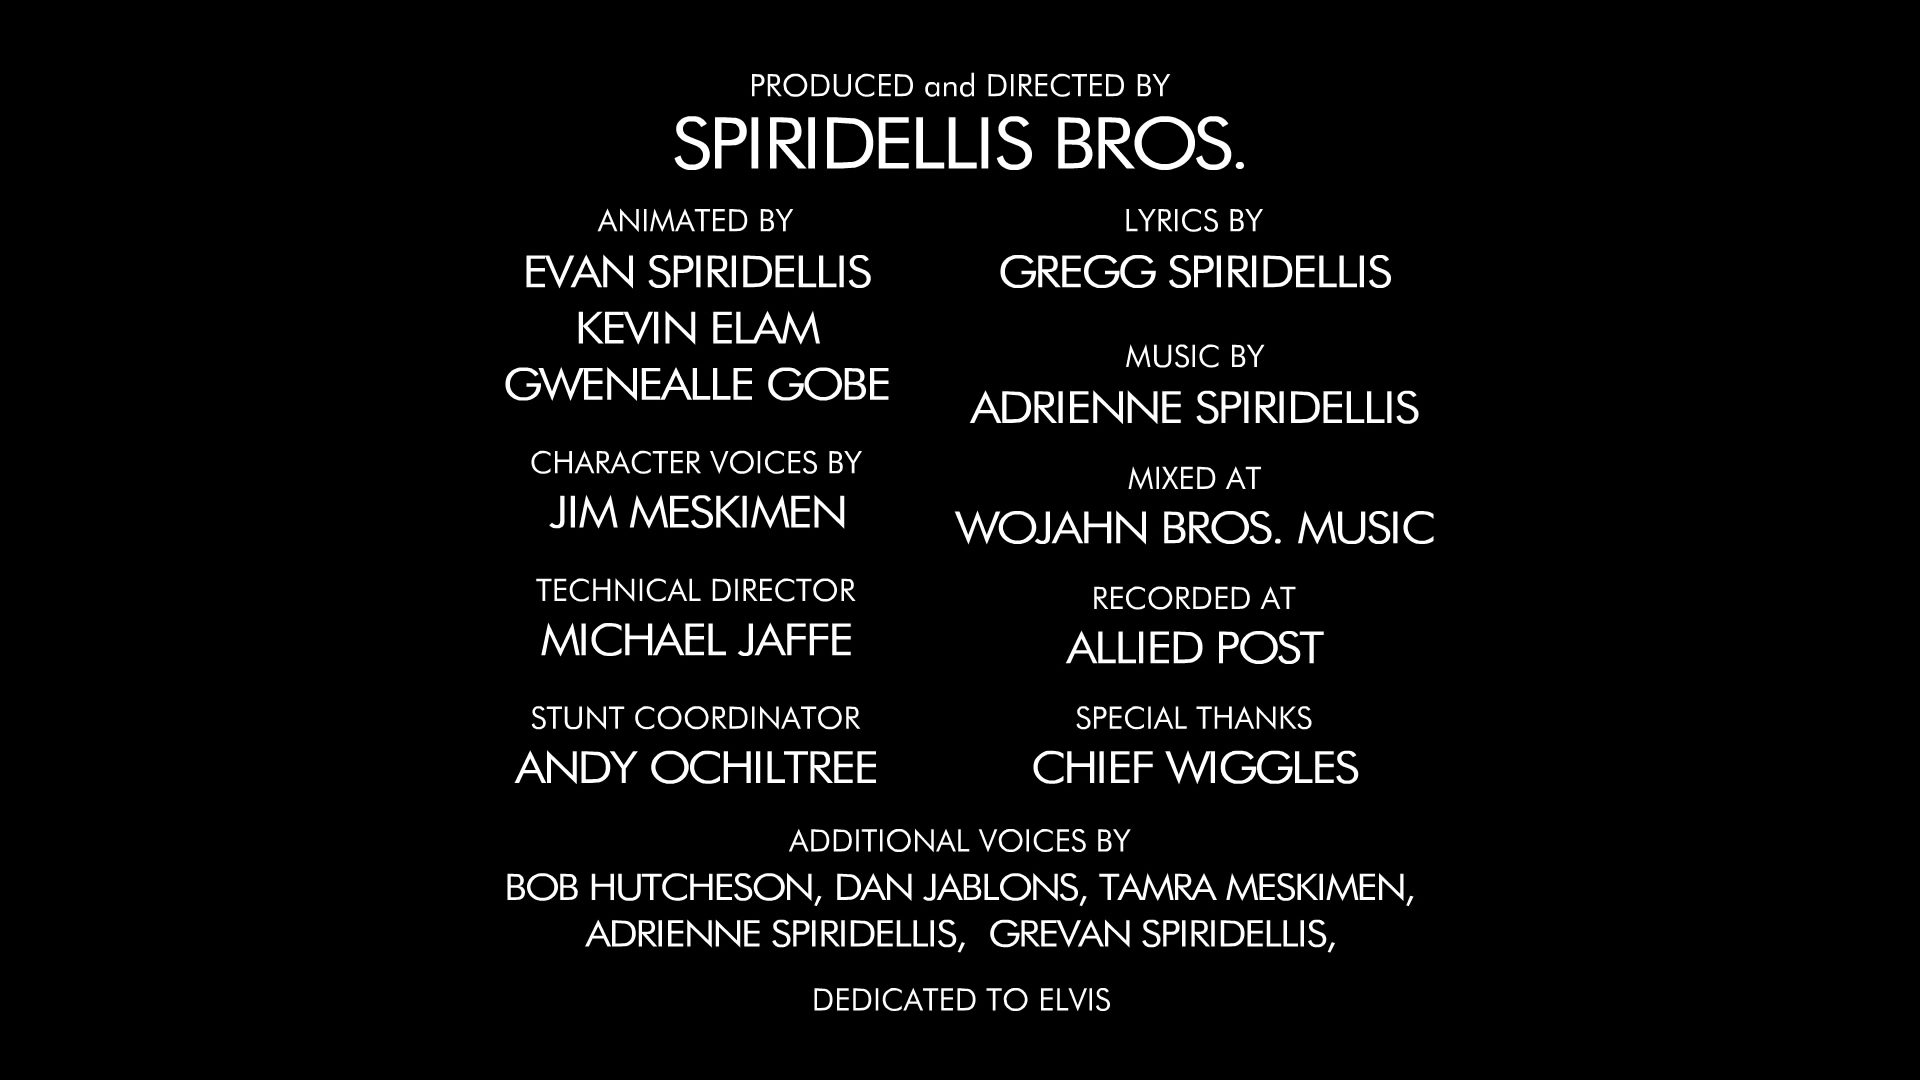 PRODUCED and DIRECTED BY
SPIRIDELLIS BROS.
ANIMATED BY
EVAN SPIRIDELLIS
KEVIN ELAM
GWENEALLE GOBE
CHARACTER VOICES BY
JIM MESKIMEN
TECHNICAL DIRECTOR
MICHAEL JAFFE
STUNT COORDINATOR
ANDY OCHILTREE
LYRICS BY
GREGG SPIRIDELLIS
MUSIC BY
ADRIENNE SPIRIDELLIS
MIXED AT
WOJAHN BROS. MUSIC
RECORDED AT
ALLIED POST
SPECIAL THANKS
CHIEF WIGGLES
ADDITIONAL VOICES BY
BOB HUTCHESON, DAN JABLONS, TAMRA MESKIMEN,
ADRIENNE SPIRIDELLIS, GREVAN SPIRIDELLIS,
DEDICATED TO ELVIS